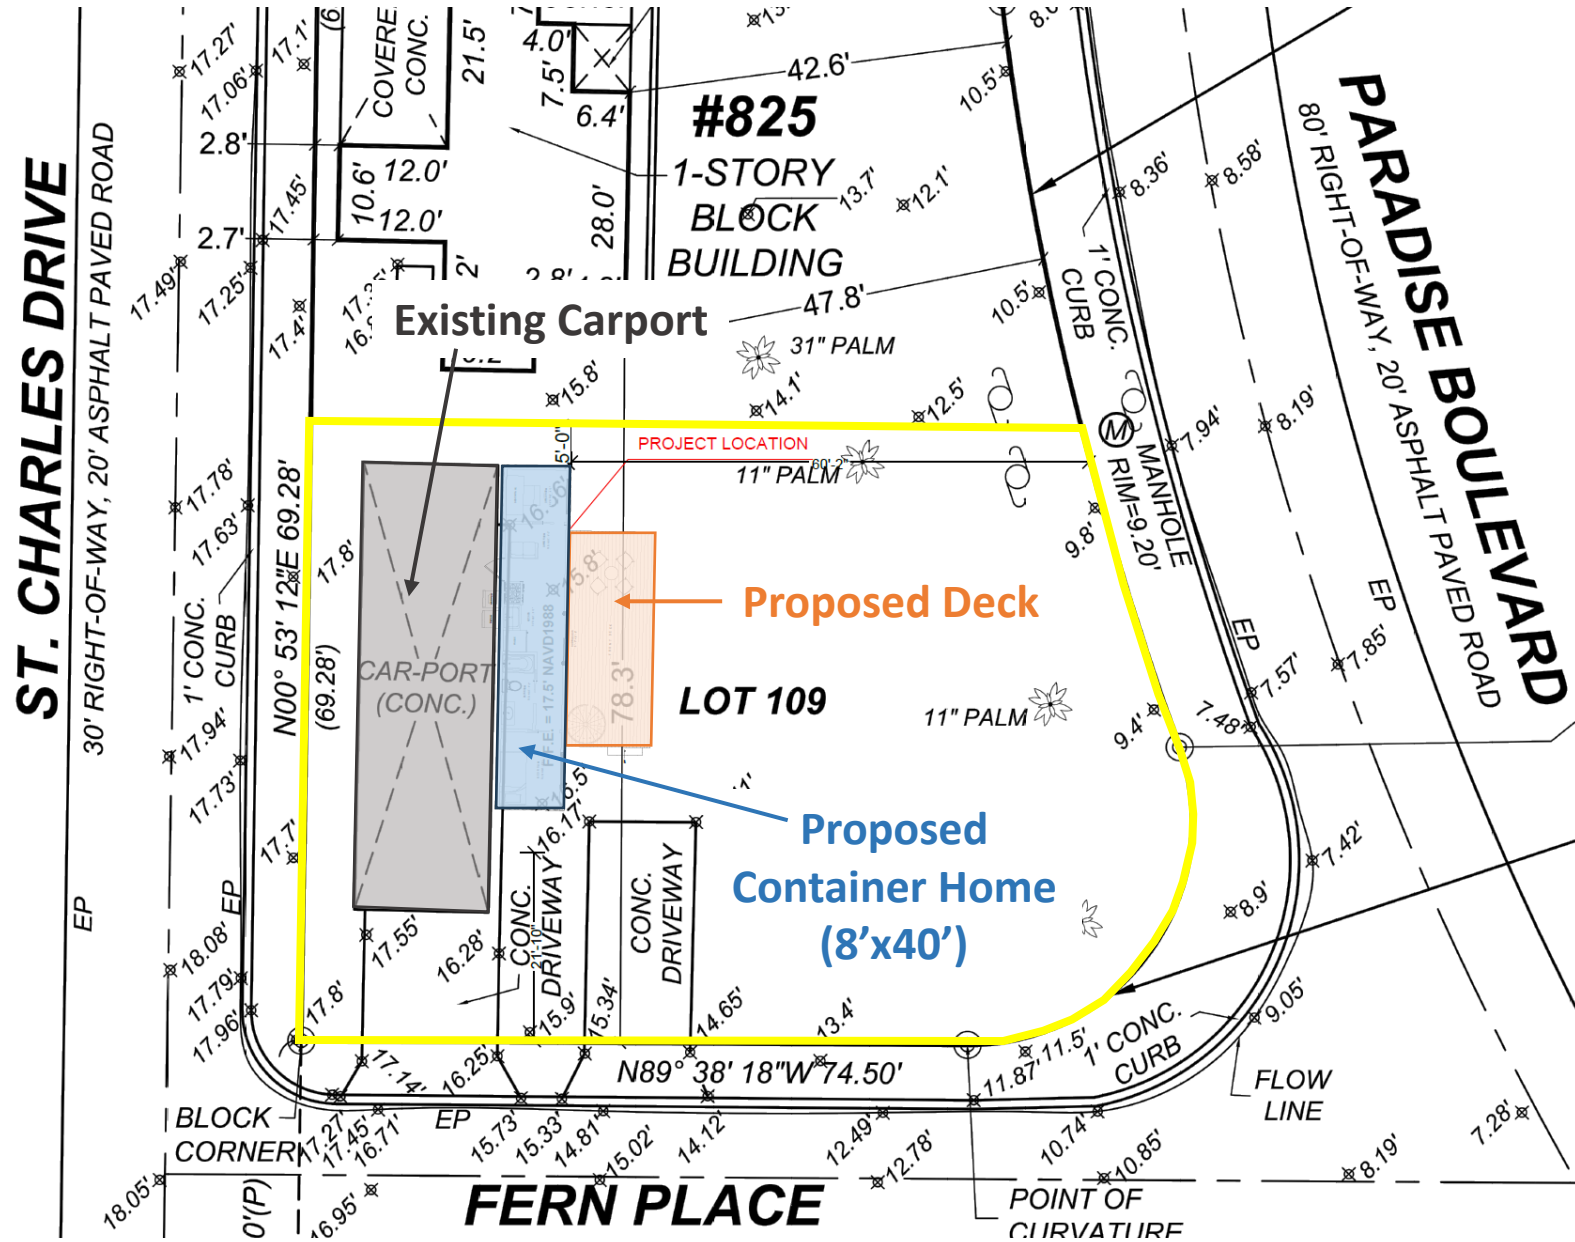 17.27'
17.1'
17.06'
COVERE
CONC.
21.5'
4.0'
7.5'
6.4'
42.6'
10.5'
#825
1-STORY
BLOCK
BUILDING
13.7'
12.1'
8.36'
8.58'
PARADISE BOULEVARD
80' RIGHT-OF-WAY, 20' ASPHALT PAVED ROAD
ST. CHARLES DRIVE
30' RIGHT-OF-WAY, 20' ASPHALT PAVED ROAD
2.8'
10.6'
12.0'
12.0'
28.0'
17.45'
2.7'
17.49'
17.25'
17.4'
47.8'
10.5'
1' CONC.
CURB
Existing Carport
31" PALM
15.8'
14.1'
12.5'
7.94'
8.19'
M
MANHOLE
RIM=9.20'
PROJECT LOCATION
5'-0"
60'-2"
11" PALM
17.78'
17.63'
N00° 53' 12"E 69.28'
(69.28')
17.8'
15.8'
9.8'
EP
EP
1' CONC.
CURB
Proposed Deck
CAR-PORT
(CONC.)
F.F.E. = 17.5' NAVD1988
78.3'
LOT 109
11" PALM
9.4'
7.48'
7.57'
7.85'
17.94'
17.73'
17.7'
16.17'
Proposed
Container Home
(8'x40')
7.42'
8.9'
EP
EP
17.55'
16.28'
CONC.
DRIVEWAY
21'-10"
CONC.
DRIVEWAY
18.08'
17.79'
17.96'
17.8'
15.9'
15.34'
14.65'
13.4'
11.5'
9.05'
1' CONC.
CURB
17.14'
16.25'
N89° 38' 18"W 74.50'
11.87'
FLOW
LINE
BLOCK
CORNER
17.27'
17.45'
16.71'
EP
15.73'
15.33'
14.81'
15.02'
14.12'
12.49'
12.78'
10.74'
10.85'
8.19'
7.28'
18.05'
0'(P)
16.95'
FERN PLACE
POINT OF
CURVATURE